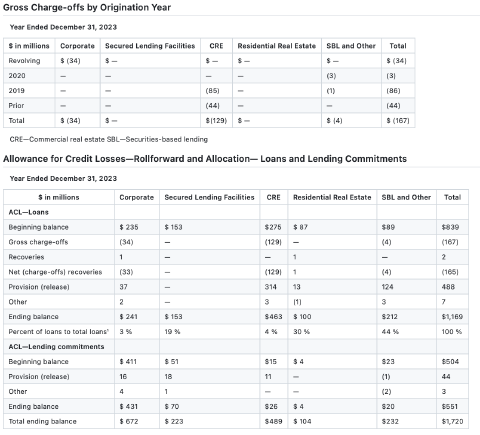 Gross Charge-offs by Origination Year
Year Ended December 31, 2023
$ in millions Corporate Secured Lending Facilities CRE Residential Real Estate SBL and Other Total
Revolving $ (34) $ — $ — $ — $ — $ (34)
2020 — — — — (3) (3)
2019 — — (85) — (1) (86)
Prior — — (44) — — (44)
Total $ (34) $ — $(129) $ — $ (4) $ (167)
CRE—Commercial real estate SBL—Securities-based lending
Allowance for Credit Losses—Rollforward and Allocation— Loans and Lending Commitments
Year Ended December 31, 2023
$ in millions Corporate Secured Lending Facilities CRE Residential Real Estate SBL and Other Total
ACL—Loans
Beginning balance $ 235 $ 153 $275 $ 87 $89 $839
Gross charge-offs (34) — (129) — (4) (167)
Recoveries 1 — — 1 — 2
Net (charge-offs) recoveries (33) — (129) 1 (4) (165)
Provision (release) 37 — 314 13 124 488
Other 2 — 3 (1) 3 7
Ending balance $ 241 $ 153 $463 $ 100 $212 $1,169
Percent of loans to total loans¹ 3 % 19 % 4 % 30 % 44 % 100 %
ACL—Lending commitments
Beginning balance $ 411 $ 51 $15 $ 4 $23 $504
Provision (release) 16 18 11 — (1) 44
Other 4 1 — — (2) 3
Ending balance $ 431 $ 70 $26 $ 4 $20 $551
Total ending balance $ 672 $ 223 $489 $ 104 $232 $1,720